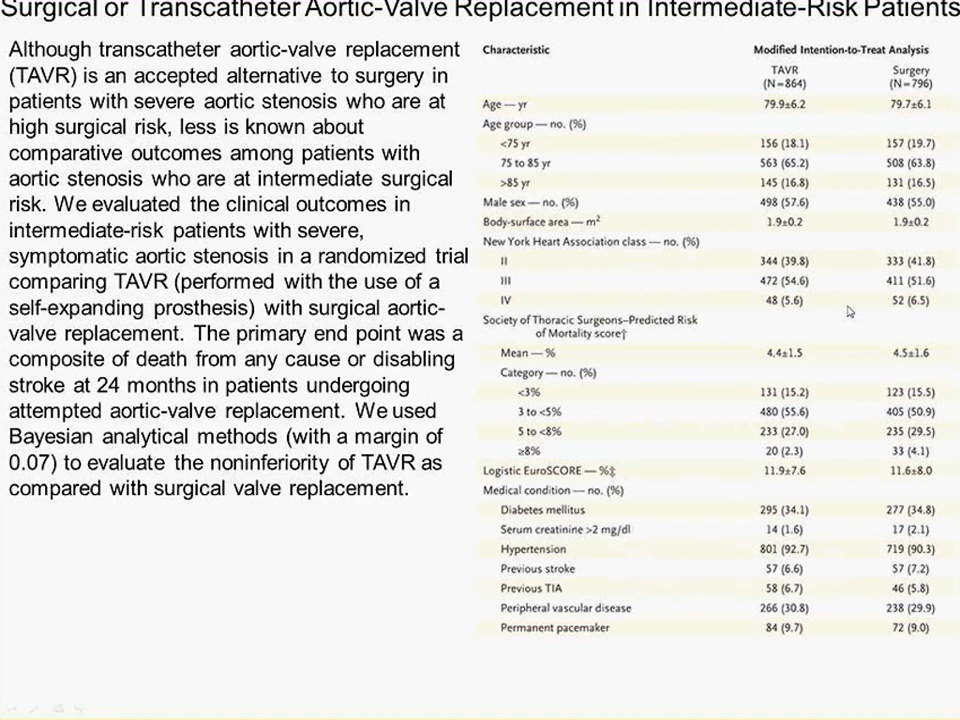 Surgical or Transcatheter Aortic-Valve Replacement in Intermediate-Risk Patients
Although transcatheter aortic-valve replacement
(TAVR) is an accepted alternative to surgery in
patients with severe aortic stenosis who are at
high surgical risk, less is known about
comparative outcomes among patients with
aortic stenosis who are at intermediate surgical
risk. We evaluated the clinical outcomes in
intermediate-risk patients with severe,
symptomatic aortic stenosis in a randomized trial
comparing TAVR (performed with the use of a
self-expanding prosthesis) with surgical aortic-
valve replacement. The primary end point was a
composite of death from any cause or disabling
stroke at 24 months in patients undergoing
attempted aortic-valve replacement. We used
Bayesian analytical methods (with a margin of
0.07) to evaluate the noninferiority of TAVR as
compared with surgical valve replacement.
Characteristic Modified Intention-to-Treat Analysis
TAVR Surgery
(N=864) (N=796)
Age — yr 79.9±6.2 79.7±6.1
Age group — no. (%)
<75 yr 156 (18.1) 157 (19.7)
75 to 85 yr 563 (65.2) 508 (63.8)
>85 yr 145 (16.8) 131 (16.5)
Male sex — no. (%) 498 (57.6) 438 (55.0)
Body-surface area — m² 1.9±0.2 1.9±0.2
New York Heart Association class — no. (%)
II 344 (39.8) 333 (41.8)
III 472 (54.6) 411 (51.6)
IV 48 (5.6) 52 (6.5)
Society of Thoracic Surgeons–Predicted Risk
of Mortality score†
Mean — % 4.4±1.5 4.5±1.6
Category — no. (%)
<3% 131 (15.2) 123 (15.5)
3 to <5% 480 (55.6) 405 (50.9)
5 to <8% 233 (27.0) 235 (29.5)
≥8% 20 (2.3) 33 (4.1)
Logistic EuroSCORE — %‡ 11.9±7.6 11.6±8.0
Medical condition — no. (%)
Diabetes mellitus 295 (34.1) 277 (34.8)
Serum creatinine >2 mg/dl 14 (1.6) 17 (2.1)
Hypertension 801 (92.7) 719 (90.3)
Previous stroke 57 (6.6) 57 (7.2)
Previous TIA 58 (6.7) 46 (5.8)
Peripheral vascular disease 266 (30.8) 238 (29.9)
Permanent pacemaker 84 (9.7) 72 (9.0)